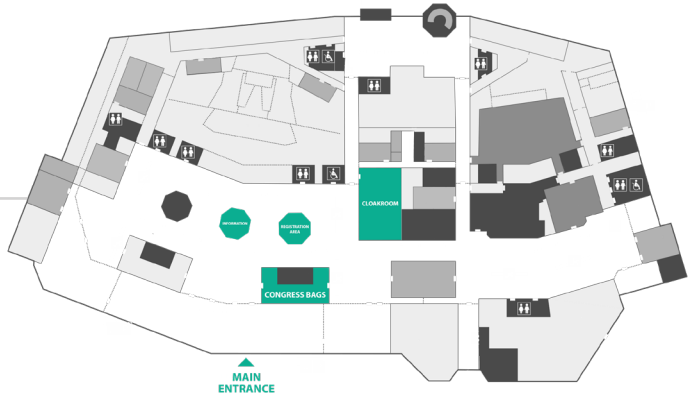 CLOAKROOM
INFORMATION
REGISTRATION
AREA
CONGRESS BAGS
MAIN
ENTRANCE